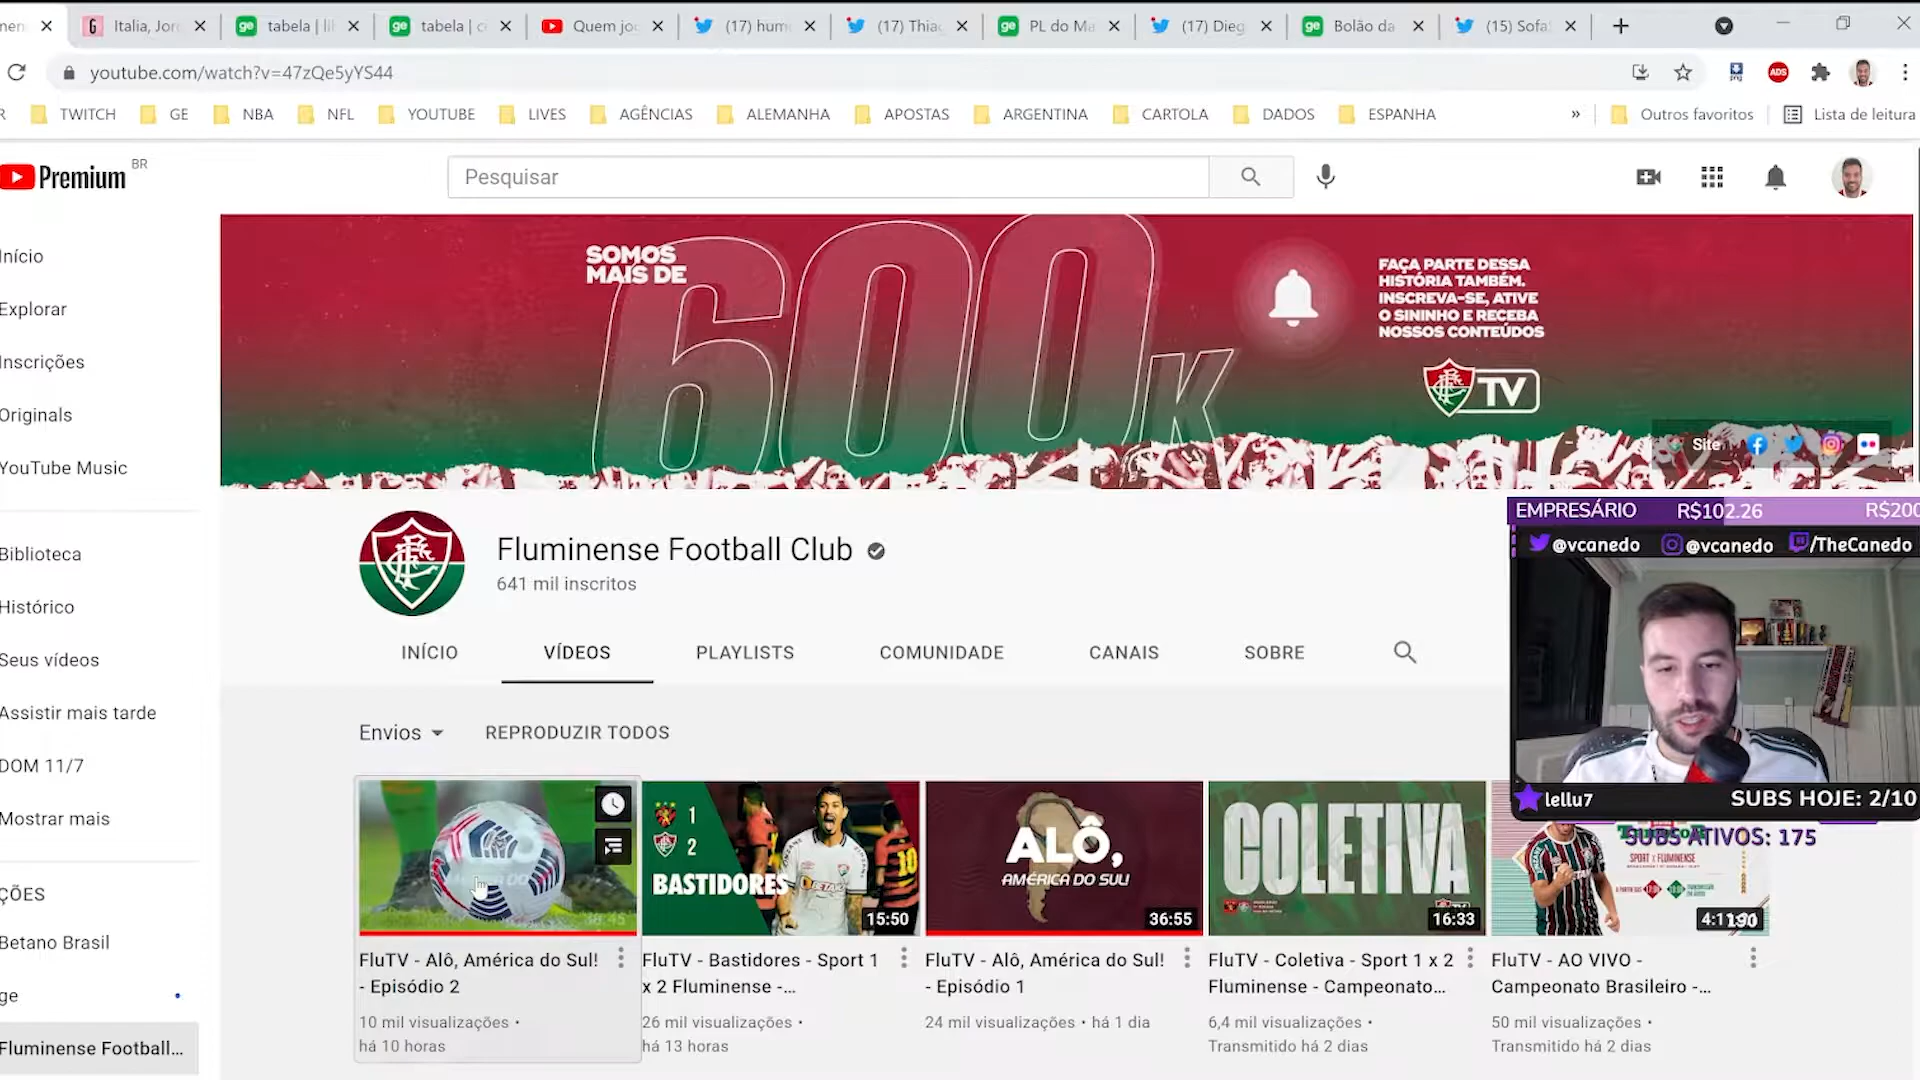 Italia, Jor
tabela | lil
tabela | c
Quem jo
(17) hum
(17) Thia
PL do Ma
(17) Dieg
Bolão da
(15) Sofa
youtube.com/watch?v=47zQe5yYS44
ADS
TWITCH
GE
NBA
NFL
YOUTUBE
LIVES
AGÊNCIAS
ALEMANHA
APOSTAS
ARGENTINA
CARTOLA
DADOS
ESPANHA
»
Outros favoritos
Lista de leitura
Premium BR
Pesquisar
Início
Explorar
Inscrições
Originals
YouTube Music
Biblioteca
Histórico
Seus vídeos
Assistir mais tarde
DOM 11/7
Mostrar mais
ÇÕES
Betano Brasil
ge
Fluminense Football...
SOMOS
MAIS DE
600K
FAÇA PARTE DESSA
HISTÓRIA TAMBÉM.
INSCREVA-SE, ATIVE
O SININHO E RECEBA
NOSSOS CONTEÚDOS
TV
Site
Fluminense Football Club
641 mil inscritos
INÍCIO
VÍDEOS
PLAYLISTS
COMUNIDADE
CANAIS
SOBRE
Envios
REPRODUZIR TODOS
EMPRESÁRIO R$102.26 R$200
@vcanedo @vcanedo /TheCanedo
lellu7
SUBS HOJE: 2/10
SUBS ATIVOS: 175
FluTV - Alô, América do Sul!
- Episódio 2
10 mil visualizações •
há 10 horas
1
2
BASTIDORES
10
15:50
FluTV - Bastidores - Sport 1
x 2 Fluminense -...
26 mil visualizações •
há 13 horas
ALÔ,
AMÉRICA DO SUL!
36:55
FluTV - Alô, América do Sul!
- Episódio 1
24 mil visualizações • há 1 dia
COLETIVA
16:33
FluTV - Coletiva - Sport 1 x 2
Fluminense - Campeonato...
6,4 mil visualizações •
Transmitido há 2 dias
SPORT X FLUMINENSE
FluTV - AO VIVO -
Campeonato Brasileiro -...
50 mil visualizações •
Transmitido há 2 dias